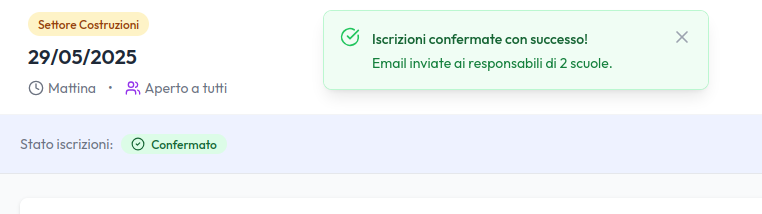 Settore Costruzioni
29/05/2025
Mattina • Aperto a tutti
Iscrizioni confermate con successo!
Email inviate ai responsabili di 2 scuole.
Stato iscrizioni: Confermato